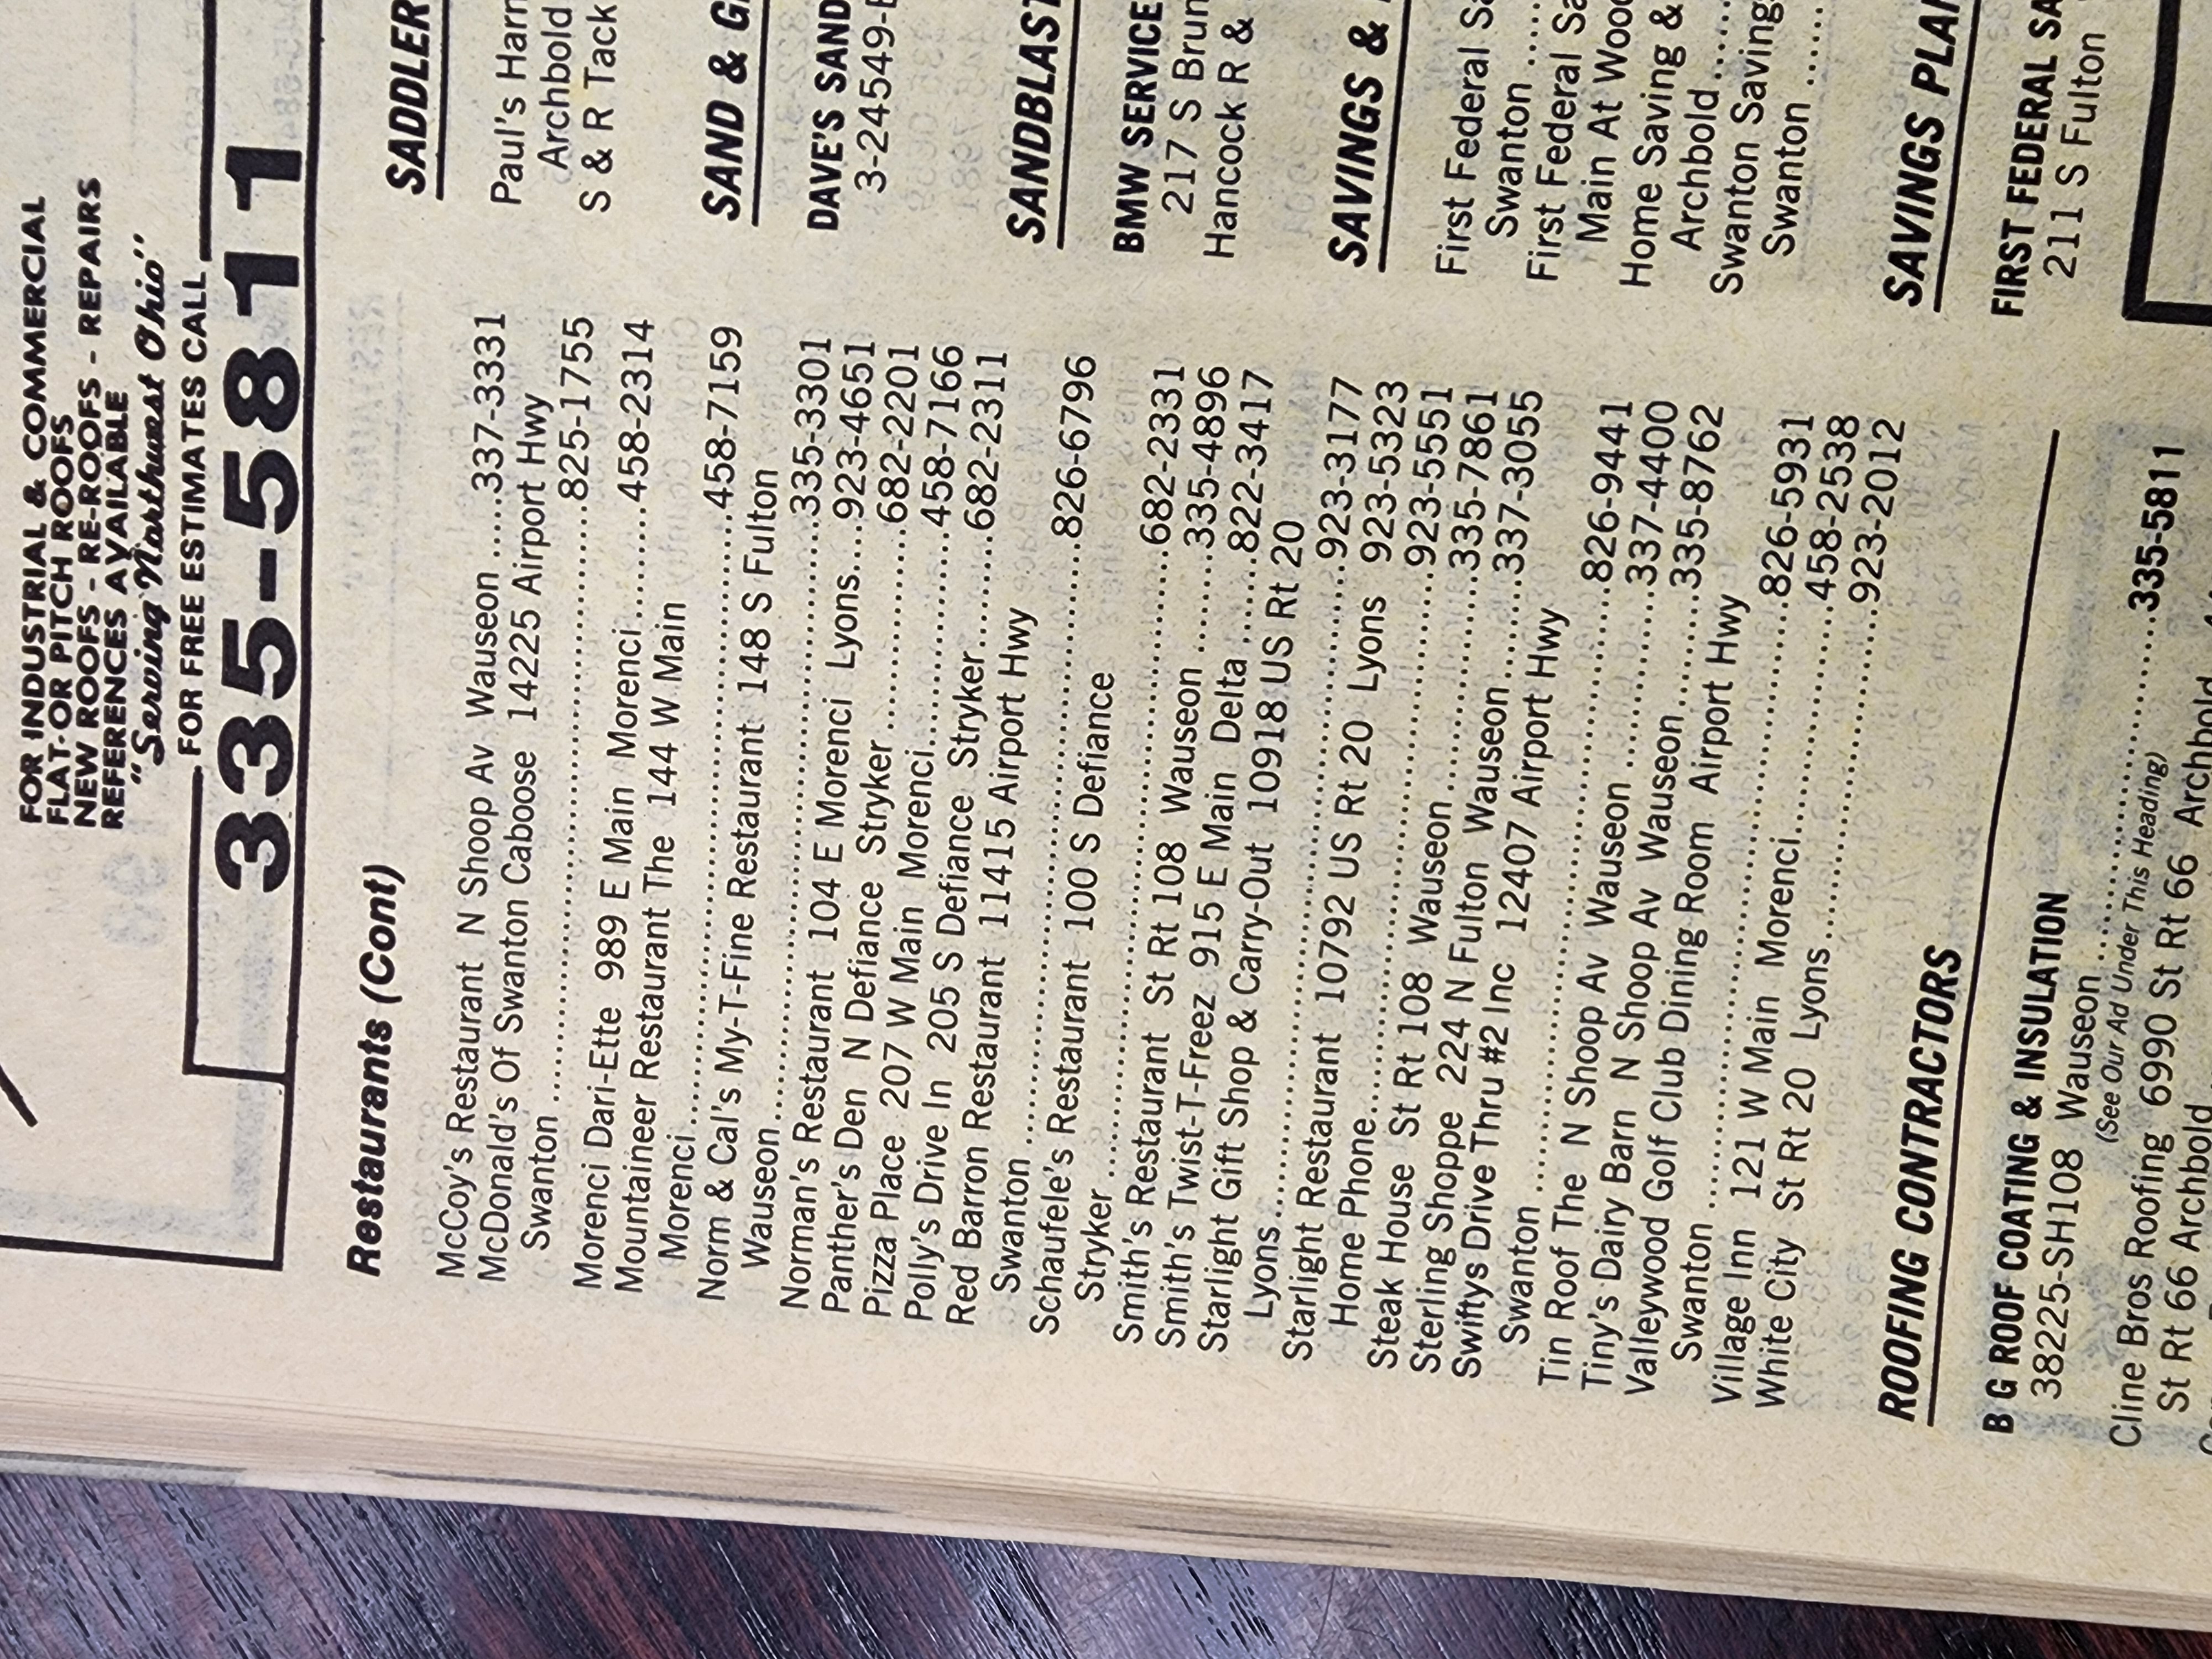 FOR INDUSTRIAL & COMMERCIAL
FLAT OR PITCH ROOFS
NEW ROOFS - RE-ROOFS - REPAIRS
REFERENCES AVAILABLE
"Serving Northwest Ohio"
FOR FREE ESTIMATES CALL
335-5811
Restaurants (Cont)
McCoy's Restaurant N Shoop Av Wauseon .....337-3331
McDonald's Of Swanton Caboose 14225 Airport Hwy
Swanton ..........825-1755
Morenci Dari-Ette 989 E Main Morenci.......458-2314
Mountaineer Restaurant The 144 W Main
Morenci..........458-7159
Norm & Cal's My-T-Fine Restaurant 148 S Fulton
Wauseon..........335-3301
Norman's Restaurant 104 E Morenci Lyons....923-4651
Panther's Den N Defiance Stryker..........682-2201
Pizza Place 207 W Main Morenci..........458-7166
Polly's Drive In 205 S Defiance Stryker.......682-2311
Red Barron Restaurant 11415 Airport Hwy
Swanton..........826-6796
Schaufele's Restaurant 100 S Defiance
Stryker..........682-2331
Smith's Restaurant St Rt 108 Wauseon .......335-4896
Smith's Twist-T-Freez 915 E Main Delta......822-3417
Starlight Gift Shop & Carry-Out 10918 US Rt 20
Lyons..........923-3177
Starlight Restaurant 10792 US Rt 20 Lyons 923-5323
Home Phone..........923-5551
Steak House St Rt 108 Wauseon..........335-7861
Sterling Shoppe 224 N Fulton Wauseon.......337-3055
Swiftys Drive Thru #2 Inc 12407 Airport Hwy
Swanton..........826-9441
Tin Roof The N Shoop Av Wauseon ..........337-4400
Tiny's Dairy Barn N Shoop Av Wauseon.......335-8762
Valleywood Golf Club Dining Room Airport Hwy
Swanton..........826-5931
Village Inn 121 W Main Morenci..........458-2538
White City St Rt 20 Lyons..........923-2012
ROOFING CONTRACTORS
B G ROOF COATING & INSULATION
38225-SH108 Wauseon ..........335-5811
(See Our Ad Under This Heading)
Cline Bros Roofing 6990 St Rt 66 Archbold
St Rt 66 Archbold
SADDLER
Paul's Harn
Archbold
S & R Tack
SAND & G
DAVE'S SAND
3-24549-
SANDBLAST
BMW SERVICE
217 S Brun
Hancock R &
SAVINGS &
First Federal Sa
Swanton ....
First Federal Sa
Main At Wood
Home Saving &
Archbold .....
Swanton Saving
Swanton ......
SAVINGS PLA
FIRST FEDERAL SA
211 S Fulton